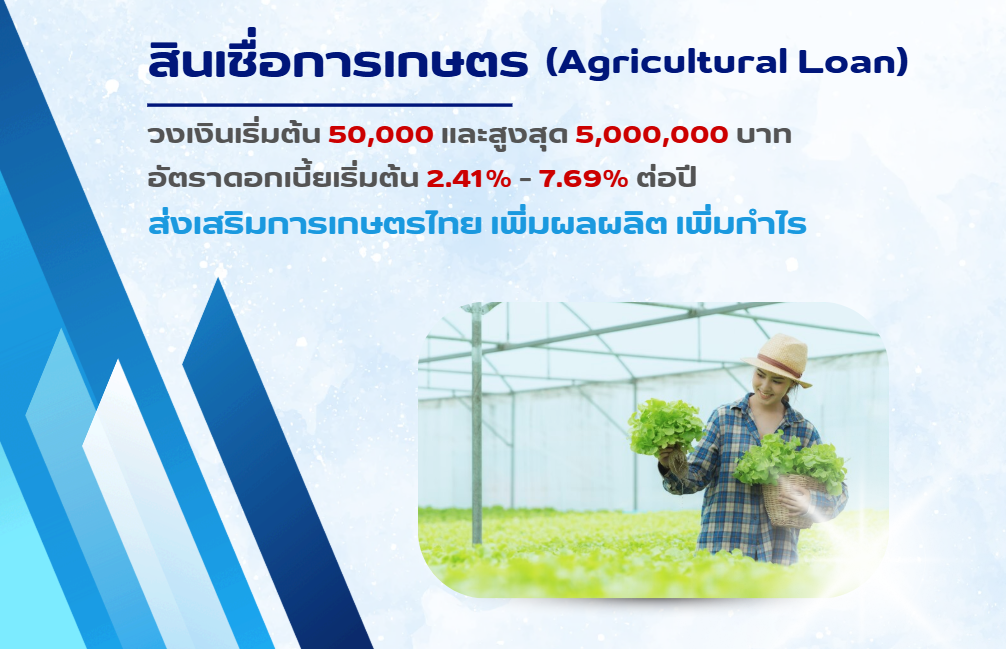 สินเชื่อการเกษตร (Agricultural Loan)
วงเงินเริ่มต้น 50,000 และสูงสุด 5,000,000 บาท
อัตราดอกเบี้ยเริ่มต้น 2.41% - 7.69% ต่อปี
ส่งเสริมการเกษตรไทย เพิ่มผลผลิต เพิ่มกำไร